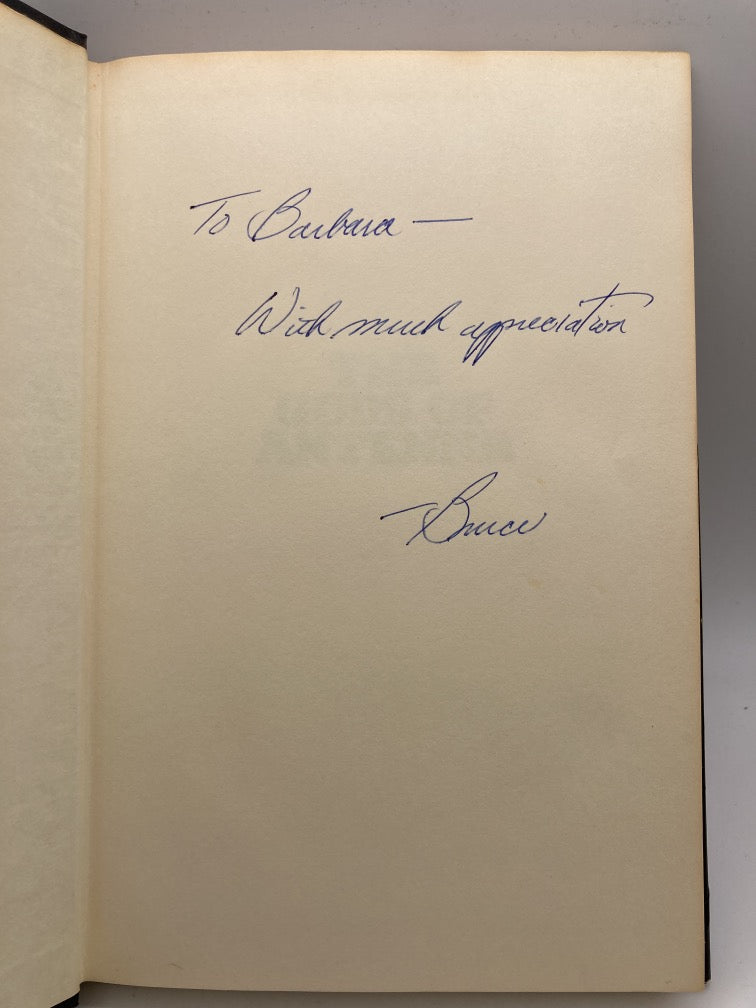 To Barbara —
With much appreciation
— Bruce